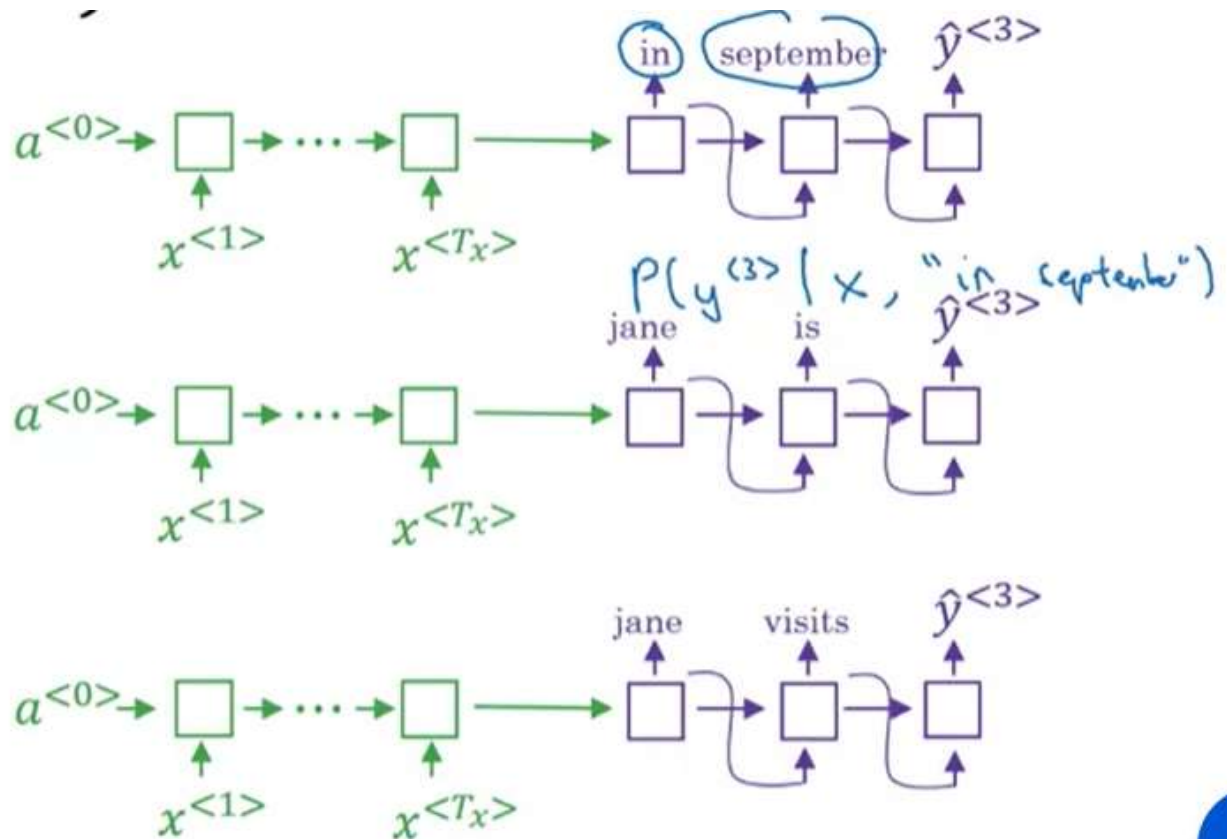 in september ŷ<3>
a<0>
x<1> x<Tx>
P(y<3> | x, "in september")
jane is ŷ<3>
a<0>
x<1> x<Tx>
jane visits ŷ<3>
a<0>
x<1> x<Tx>